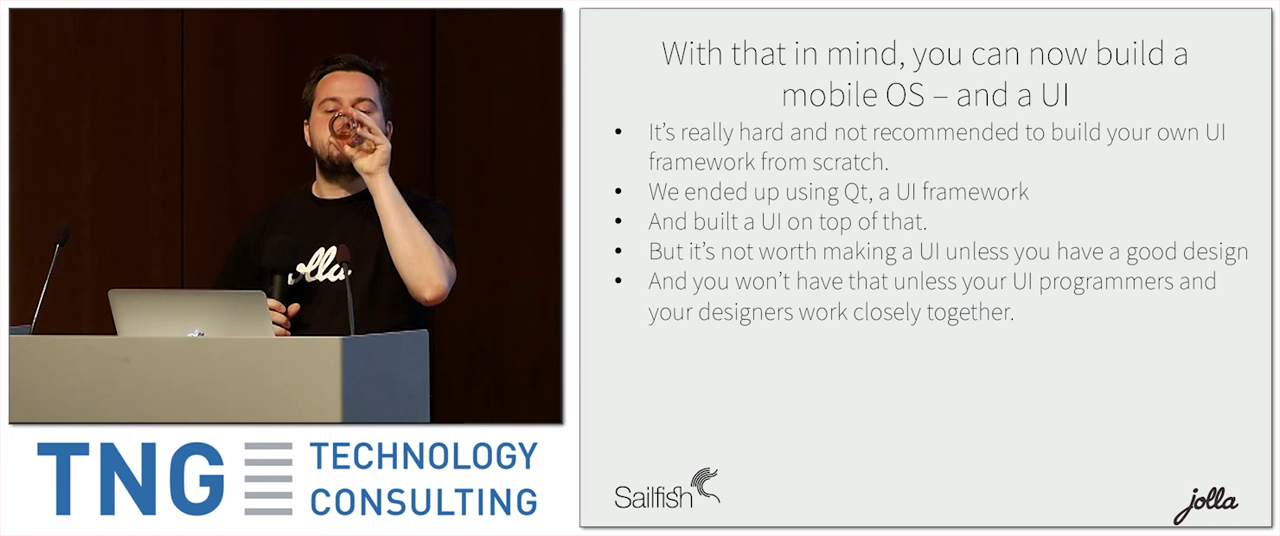 jolla
TNG TECHNOLOGY
CONSULTING
With that in mind, you can now build a
mobile OS – and a UI
• It’s really hard and not recommended to build your own UI
framework from scratch.
• We ended up using Qt, a UI framework
• And built a UI on top of that.
• But it’s not worth making a UI unless you have a good design
• And you won’t have that unless your UI programmers and
your designers work closely together.
Sailfish
jolla